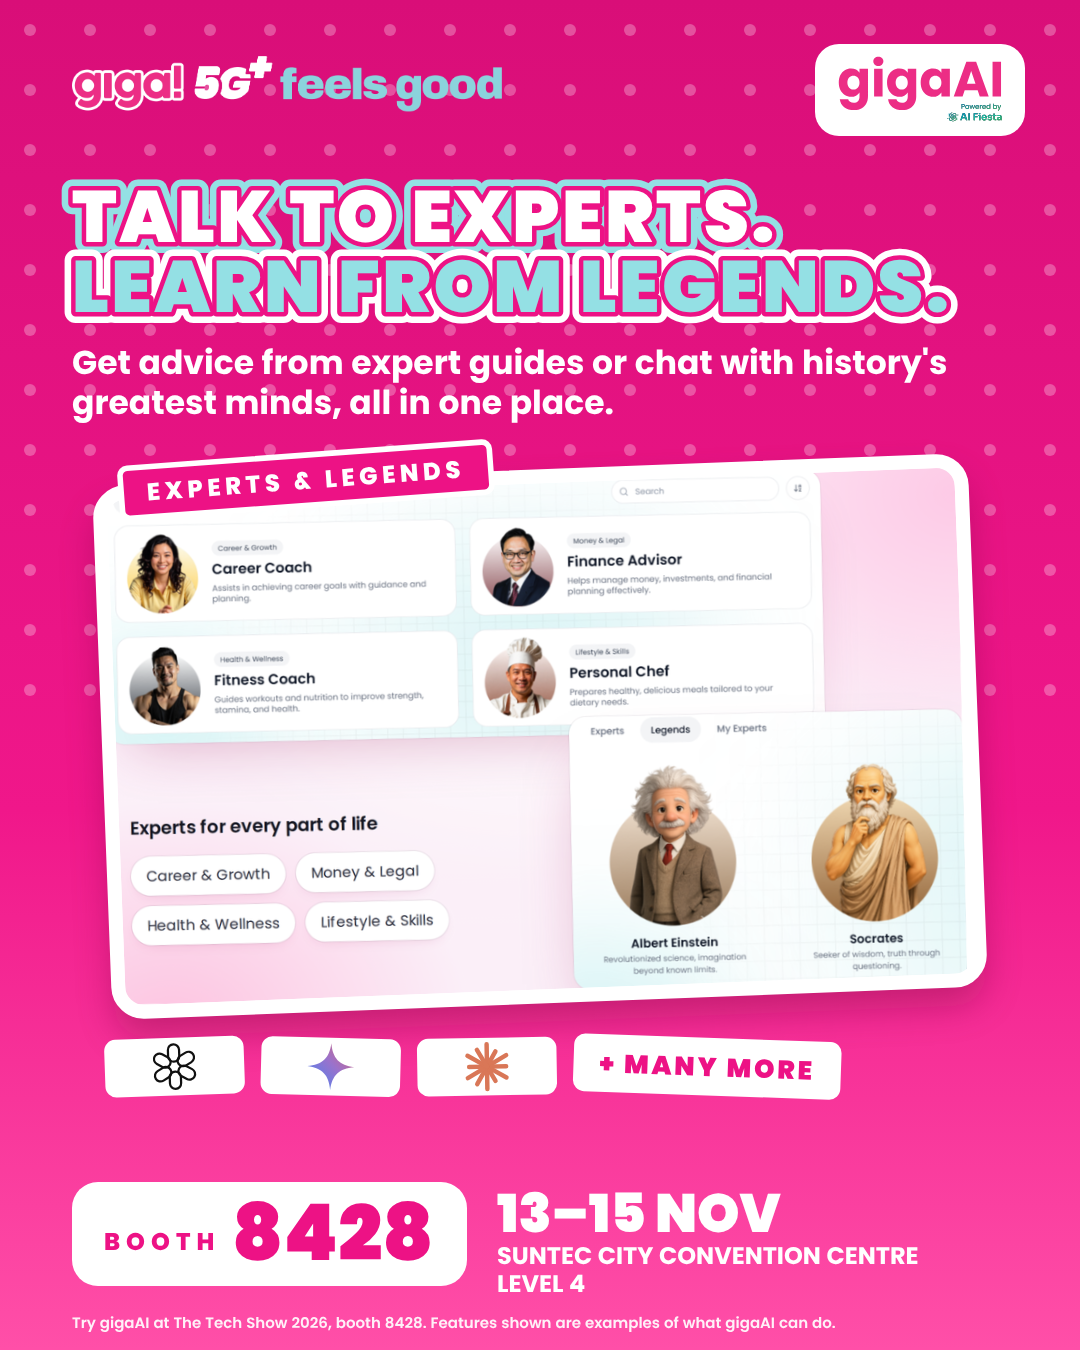 giga! 5G+ feels good
gigaAI
Powered by
AI Fiesta
TALK TO EXPERTS.
LEARN FROM LEGENDS.
Get advice from expert guides or chat with history's
greatest minds, all in one place.
EXPERTS & LEGENDS
Search
Career & Growth
Career Coach
Assists in achieving career goals with guidance and
planning.
Money & Legal
Finance Advisor
Helps manage money, investments, and financial
planning effectively.
Health & Wellness
Fitness Coach
Guides workouts and nutrition to improve strength,
stamina, and health.
Lifestyle & Skills
Personal Chef
Prepares healthy, delicious meals tailored to your
dietary needs.
Experts Legends My Experts
Albert Einstein
Revolutionized science, imagination
beyond known limits.
Socrates
Seeker of wisdom, truth through
questioning.
Experts for every part of life
Career & Growth Money & Legal
Health & Wellness Lifestyle & Skills
+ MANY MORE
BOOTH 8428
13–15 NOV
SUNTEC CITY CONVENTION CENTRE
LEVEL 4
Try gigaAI at The Tech Show 2026, booth 8428. Features shown are examples of what gigaAI can do.